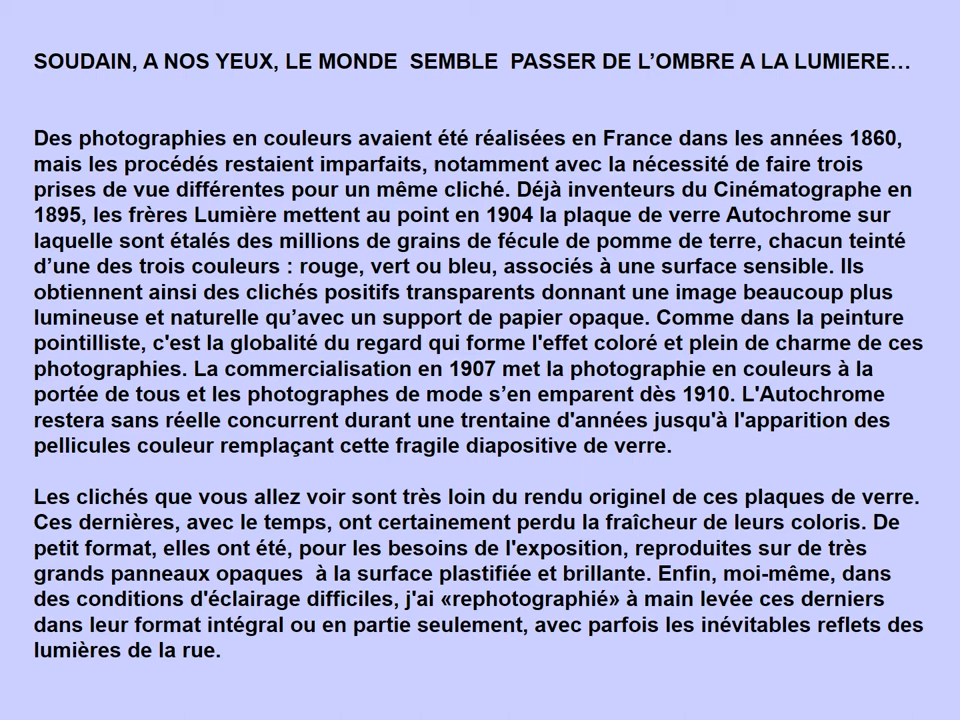 SOUDAIN, A NOS YEUX, LE MONDE  SEMBLE  PASSER DE L’OMBRE A LA LUMIERE…
Des photographies en couleurs avaient été réalisées en France dans les années 1860,
mais les procédés restaient imparfaits, notamment avec la nécessité de faire trois
prises de vue différentes pour un même cliché. Déjà inventeurs du Cinématographe en
1895, les frères Lumière mettent au point en 1904 la plaque de verre Autochrome sur
laquelle sont étalés des millions de grains de fécule de pomme de terre, chacun teinté
d’une des trois couleurs : rouge, vert ou bleu, associés à une surface sensible. Ils
obtiennent ainsi des clichés positifs transparents donnant une image beaucoup plus
lumineuse et naturelle qu’avec un support de papier opaque. Comme dans la peinture
pointilliste, c'est la globalité du regard qui forme l'effet coloré et plein de charme de ces
photographies. La commercialisation en 1907 met la photographie en couleurs à la
portée de tous et les photographes de mode s’en emparent dès 1910. L'Autochrome
restera sans réelle concurrent durant une trentaine d'années jusqu'à l'apparition des
pellicules couleur remplaçant cette fragile diapositive de verre.
Les clichés que vous allez voir sont très loin du rendu originel de ces plaques de verre.
Ces dernières, avec le temps, ont certainement perdu la fraîcheur de leurs coloris. De
petit format, elles ont été, pour les besoins de l'exposition, reproduites sur de très
grands panneaux opaques  à la surface plastifiée et brillante. Enfin, moi-même, dans
des conditions d'éclairage difficiles, j'ai «rephotographié» à main levée ces derniers
dans leur format intégral ou en partie seulement, avec parfois les inévitables reflets des
lumières de la rue.